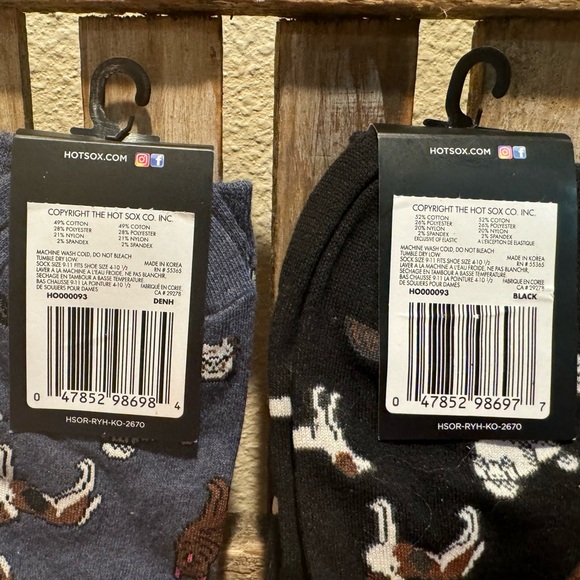 HOTSOX.COM
COPYRIGHT THE HOT SOX CO. INC.
49% COTTON 49% COTTON
28% POLYESTER 28% POLYESTER
21% NYLON 21% NYLON
2% SPANDEX 2% SPANDEX
MACHINE WASH COLD, DO NOT BLEACH
TUMBLE DRY LOW. MADE IN KOREA
SOCK SIZE 9-11 FITS SHOE SIZE 4-10 1/2 RN # 55365
LAVER A LA MACHINE A L'EAU FROIDE, NE PAS BLANCHIR,
SÉCHAGE EN TAMBOUR A BASSE TEMPERATURE
BAS CHAUSSE 9-11 LA POINTURE 4-10 1/2 FABRIQUÉ EN CORÉE
DE SOULIERS POUR DAMES CA # 29278
HO000093 DENH
0 47852 98698 4
HSOR-RYH-KO-2670
HOTSOX.COM
COPYRIGHT THE HOT SOX CO. INC.
52% COTTON 52% COTON
26% POLYESTER 26% POLYESTER
20% NYLON 20% NYLON
2% SPANDEX 2% SPANDEX
EXCLUSIVE OF ELASTIC A L'EXCEPTION DE ELASTIQUE
MACHINE WASH COLD, DO NOT BLEACH
TUMBLE DRY LOW. MADE IN KOREA
SOCK SIZE 9-11 FITS SHOE SIZE 4-10 1/2 RN # 55365
LAVER A LA MACHINE A L'EAU FROIDE, NE PAS BLANCHIR,
SÉCHAGE EN TAMBOUR A BASSE TEMPERATURE
BAS CHAUSSE 9-11 LA POINTURE 4-10 1/2 FABRIQUÉ EN CORÉE
DE SOULIERS POUR DAMES CA # 29278
HO000093 BLACK
0 47852 98697 7
HSOR-RYH-KO-2670